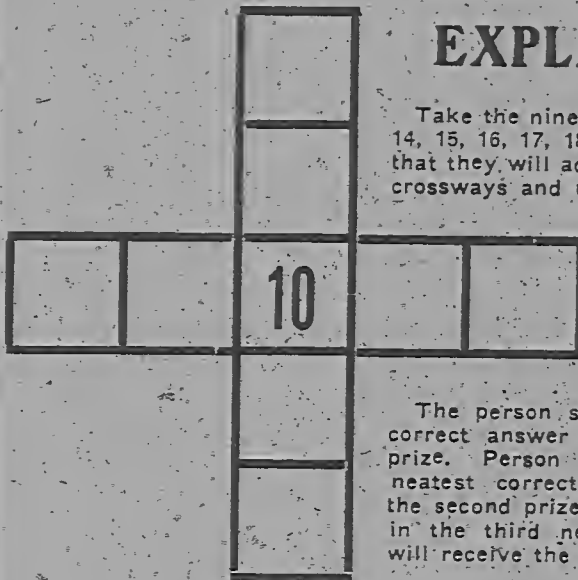 EXPL
Take the nine
14, 15, 16, 17, 18
that they will
crossways and
10
The person
correct answer
prize. Person
neatest correct
the second prize
in the third
will receive the